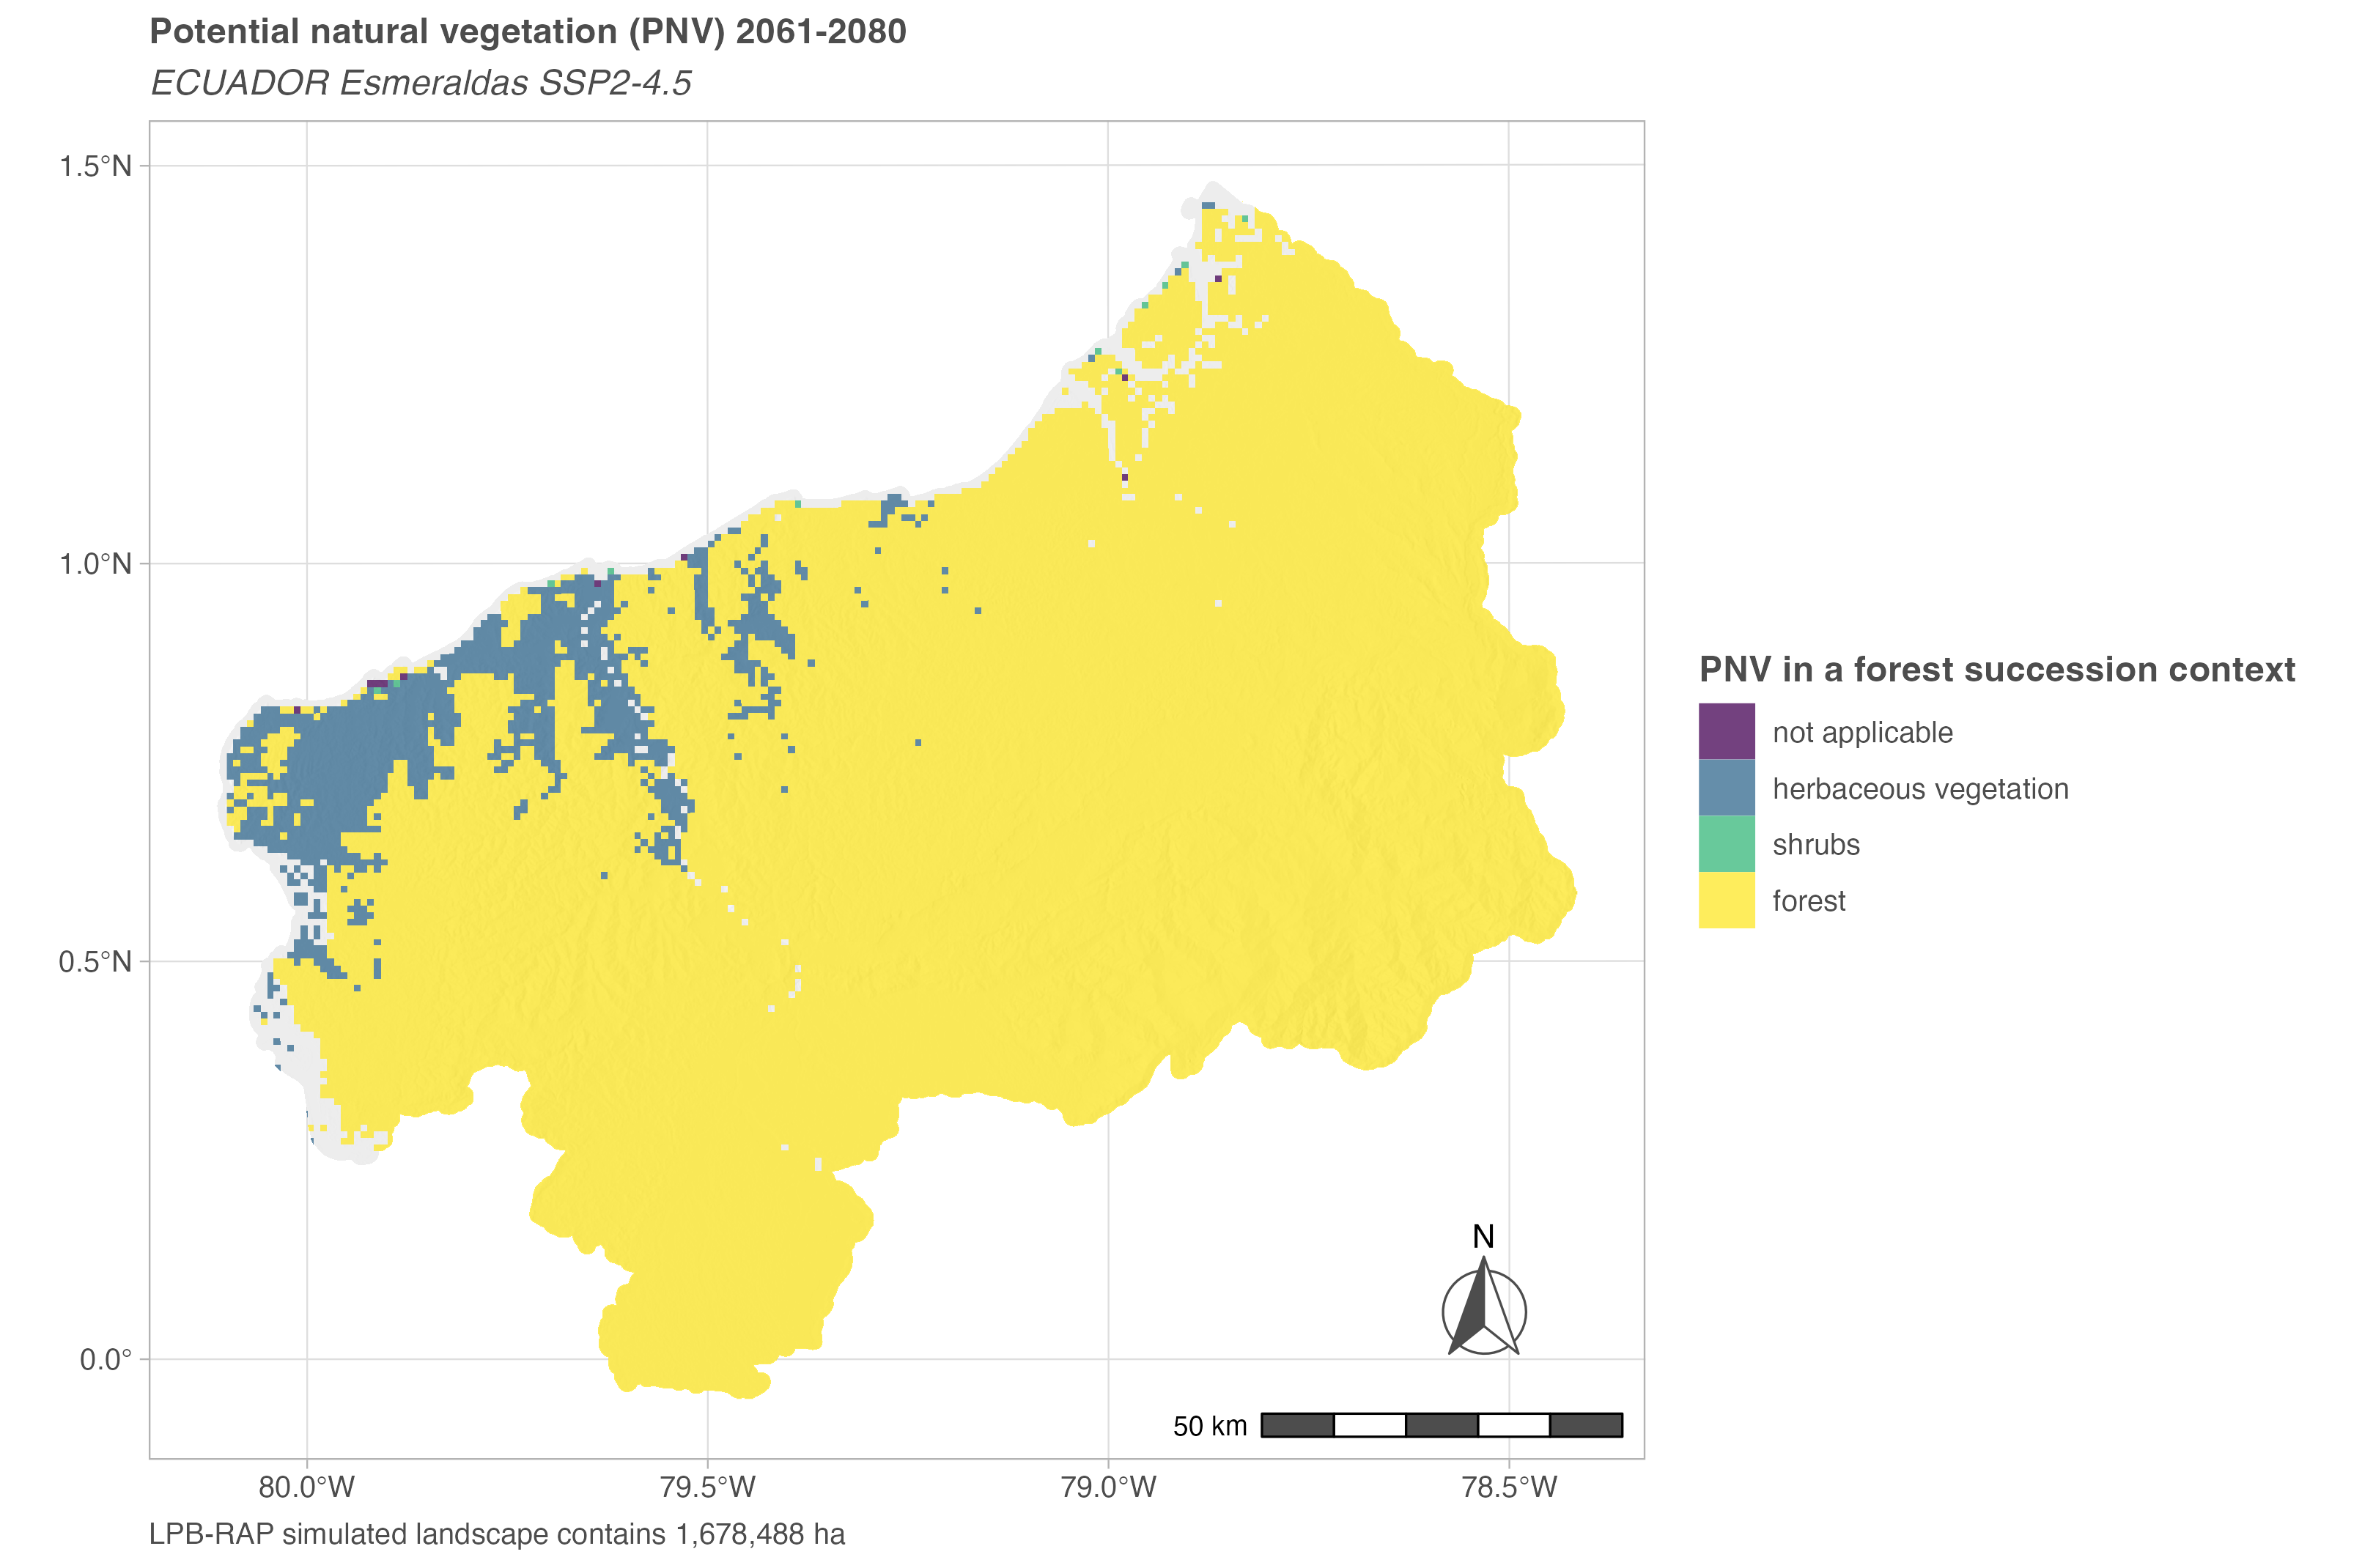 Potential natural vegetation (PNV) 2061-2080
ECUADOR Esmeraldas SSP2-4.5
1.5°N
1.0°N
0.5°N
0.0°
80.0°W
79.5°W
79.0°W
78.5°W
N
50 km
PNV in a forest succession context
not applicable
herbaceous vegetation
shrubs
forest
LPB-RAP simulated landscape contains 1,678,488 ha